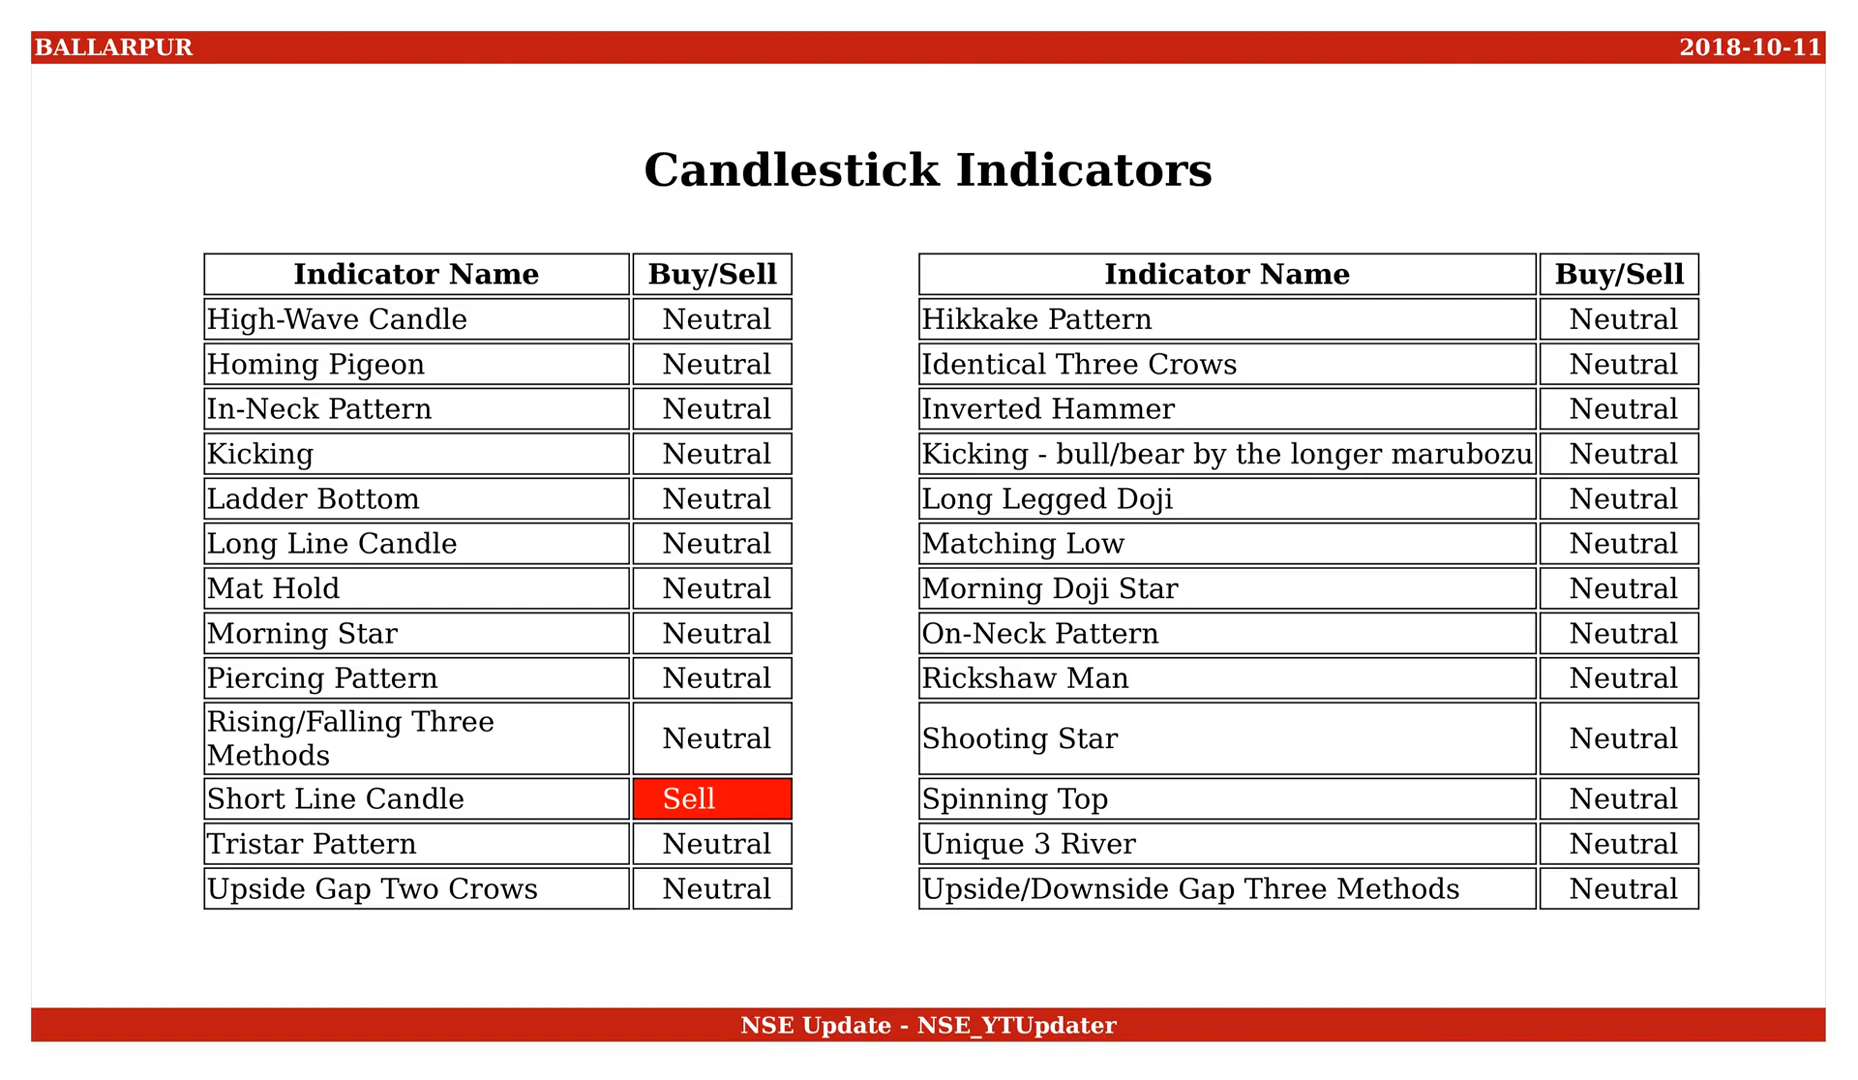 BALLARPUR 2018-10-11
Candlestick Indicators
Indicator Name Buy/Sell Indicator Name Buy/Sell
High-Wave Candle Neutral Hikkake Pattern Neutral
Homing Pigeon Neutral Identical Three Crows Neutral
In-Neck Pattern Neutral Inverted Hammer Neutral
Kicking Neutral Kicking - bull/bear by the longer marubozu Neutral
Ladder Bottom Neutral Long Legged Doji Neutral
Long Line Candle Neutral Matching Low Neutral
Mat Hold Neutral Morning Doji Star Neutral
Morning Star Neutral On-Neck Pattern Neutral
Piercing Pattern Neutral Rickshaw Man Neutral
Rising/Falling Three
Methods Neutral Shooting Star Neutral
Short Line Candle Sell Spinning Top Neutral
Tristar Pattern Neutral Unique 3 River Neutral
Upside Gap Two Crows Neutral Upside/Downside Gap Three Methods Neutral
NSE Update - NSE_YTUpdater